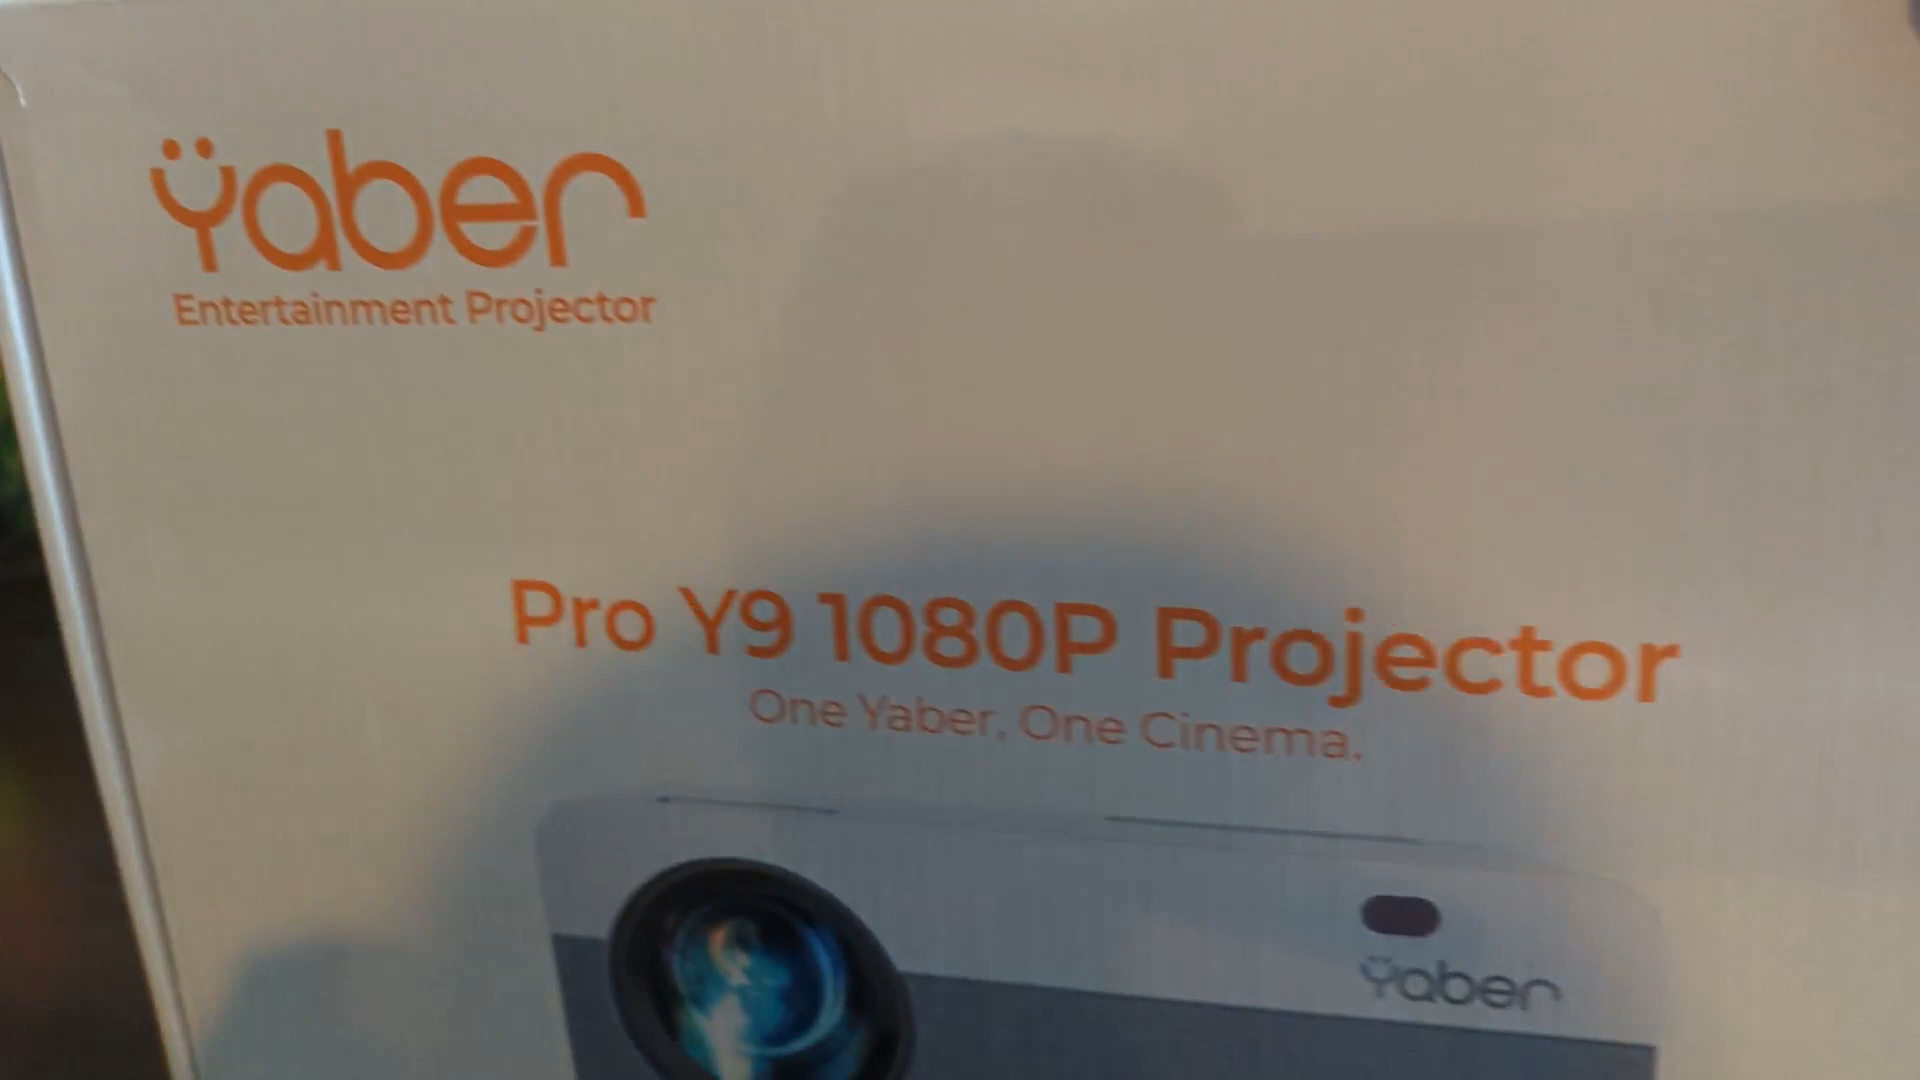 Yaber
Entertainment Projector
Pro Y9 1080P Projector
One Yaber, One Cinema.
Yaber